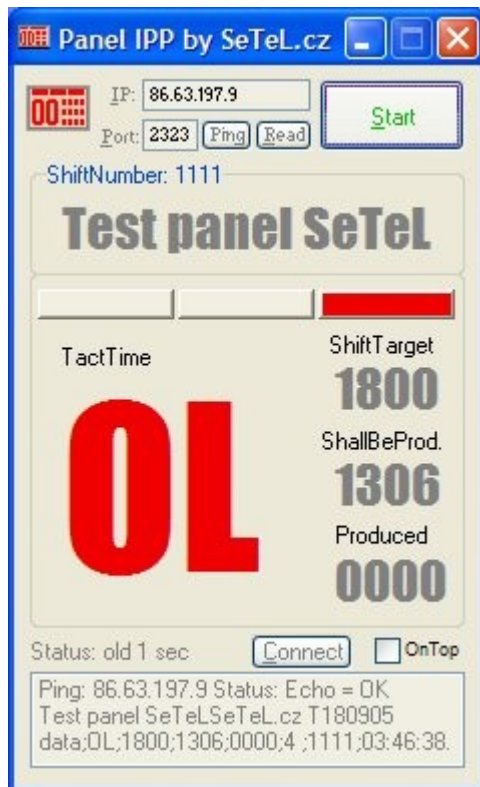 Panel IPP by SeTeL.cz
IP: 86.63.197.9
Port: 2323 Ping Read
Start
ShiftNumber: 1111
Test panel SeTeL
TactTime
OL
ShiftTarget
1800
ShallBeProd.
1306
Produced
0000
Status: old 1 sec Connect OnTop
Ping: 86.63.197.9 Status: Echo = OK
Test panel SeTeLSeTeL.cz T180905
data;OL;1800;1306;0000;4 ;1111;03:46:38.